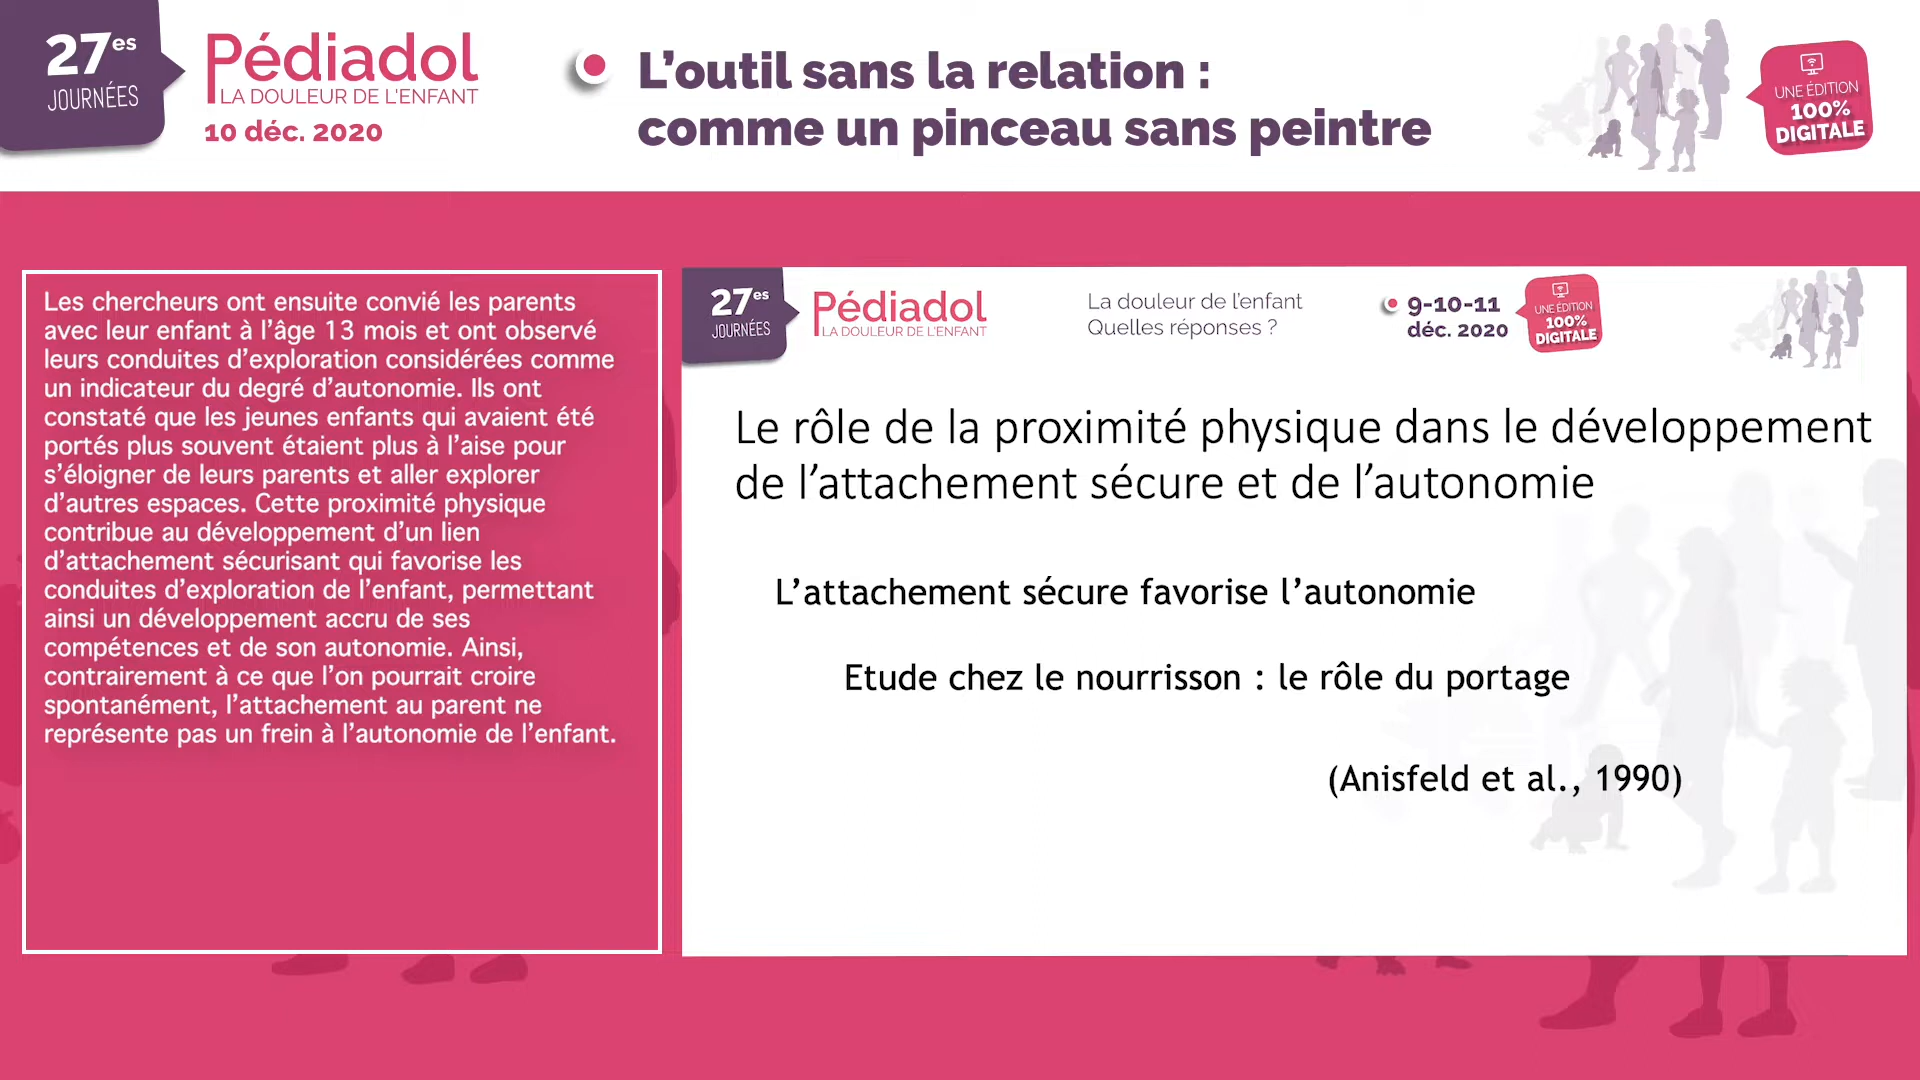 27es
JOURNÉES
Pédiadol
LA DOULEUR DE L'ENFANT
10 déc. 2020
L'outil sans la relation :
comme un pinceau sans peintre
UNE ÉDITION
100%
DIGITALE
Les chercheurs ont ensuite convié les parents
avec leur enfant à l'âge 13 mois et ont observé
leurs conduites d'exploration considérées comme
un indicateur du degré d'autonomie. Ils ont
constaté que les jeunes enfants qui avaient été
portés plus souvent étaient plus à l'aise pour
s'éloigner de leurs parents et aller explorer
d'autres espaces. Cette proximité physique
contribue au développement d'un lien
d'attachement sécurisant qui favorise les
conduites d'exploration de l'enfant, permettant
ainsi un développement accru de ses
compétences et de son autonomie. Ainsi,
contrairement à ce que l'on pourrait croire
spontanément, l'attachement au parent ne
représente pas un frein à l'autonomie de l'enfant.
27es
JOURNÉES
Pédiadol
LA DOULEUR DE L'ENFANT
La douleur de l'enfant
Quelles réponses ?
9-10-11
déc. 2020
UNE ÉDITION
100%
DIGITALE
Le rôle de la proximité physique dans le développement
de l'attachement sécure et de l'autonomie
L'attachement sécure favorise l'autonomie
Etude chez le nourrisson : le rôle du portage
(Anisfeld et al., 1990)